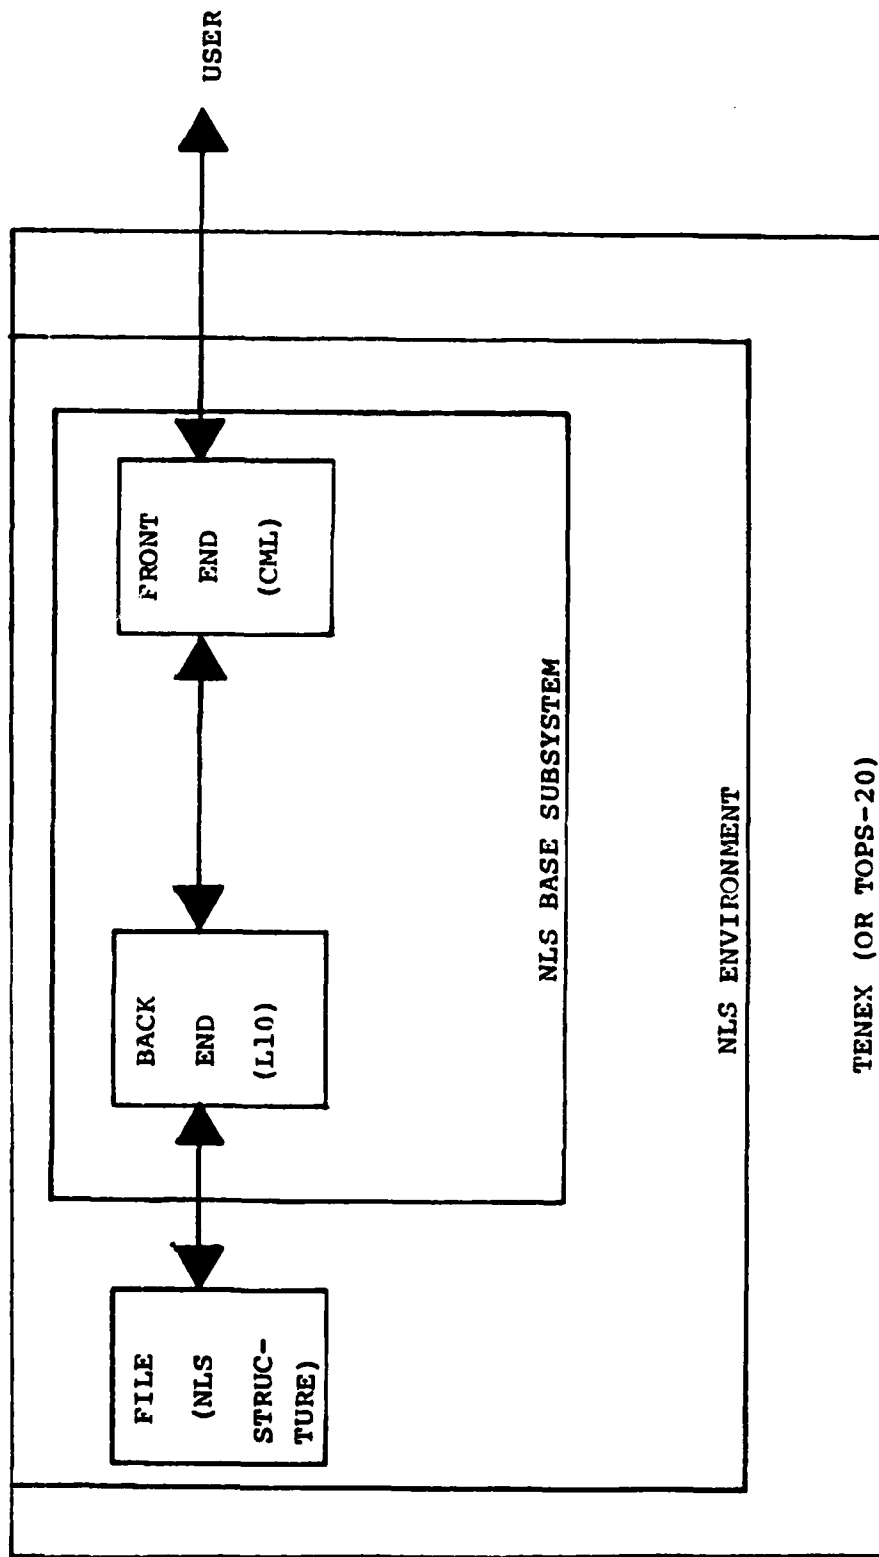 FILE
(NLS
STRUC-
TURE)
BACK
END
(L10)
FRONT
END
(CML)
USER
NLS BASE SUBSYSTEM
NLS ENVIRONMENT
TENEX (OR TOPS-20)